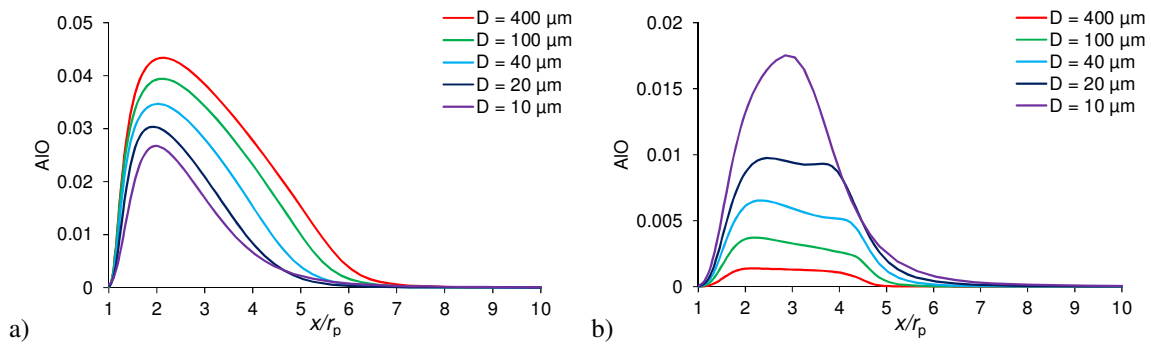 0.05
0.04
0.03
0.02
0.01
0
AIO
1 2 3 4 5 6 7 8 9 10
x/rp
D = 400 µm
D = 100 µm
D = 40 µm
D = 20 µm
D = 10 µm
a)
0.02
0.015
0.01
0.005
0
AIO
1 2 3 4 5 6 7 8 9 10
x/rp
D = 400 µm
D = 100 µm
D = 40 µm
D = 20 µm
D = 10 µm
b)